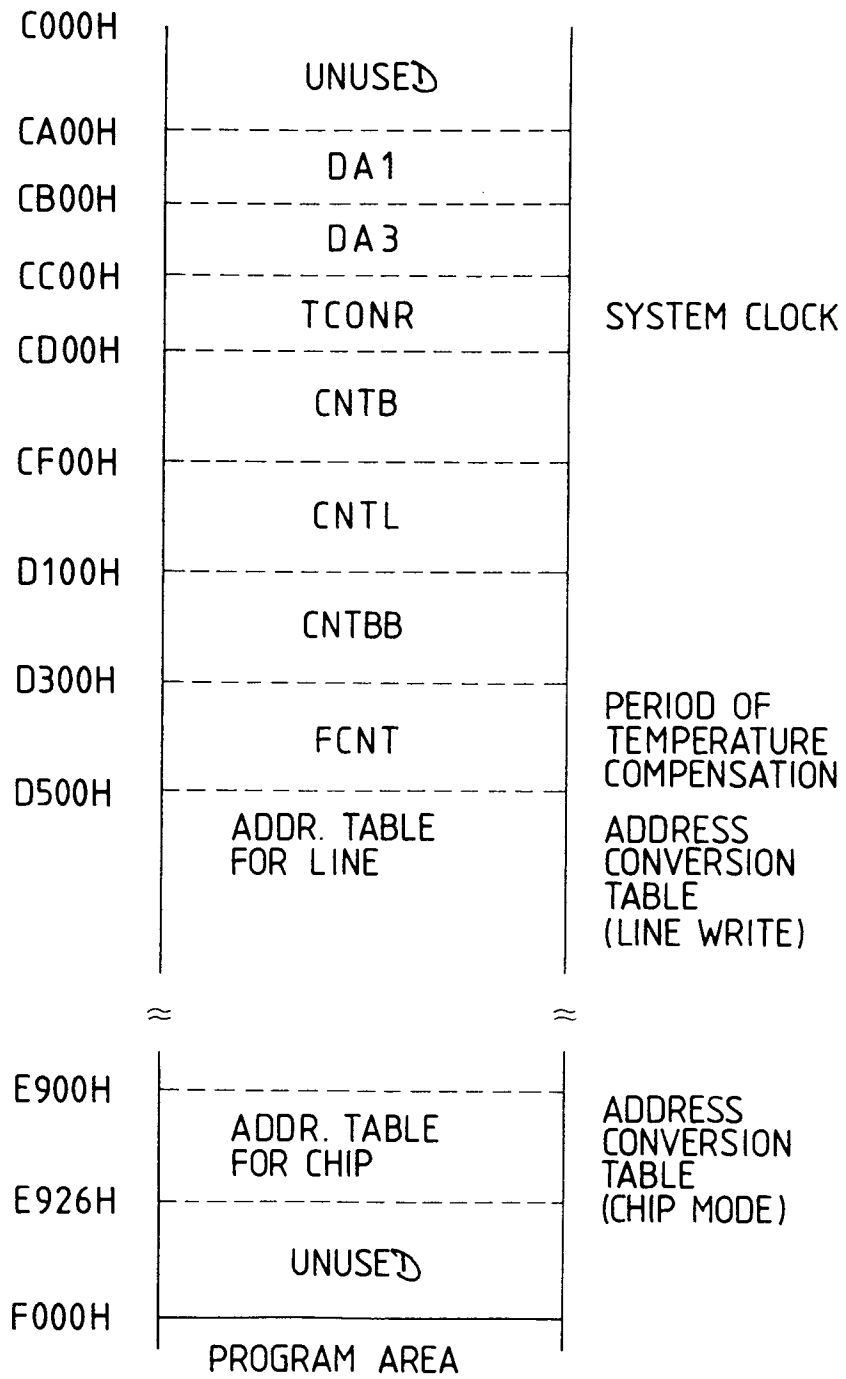 C000H
UNUSED
CA00H
DA1
CB00H
DA3
CC00H
TCONR
SYSTEM CLOCK
CD00H
CNTB
CF00H
CNTL
D100H
CNTBB
D300H
FCNT
PERIOD OF
TEMPERATURE
COMPENSATION
D500H
ADDR. TABLE
FOR LINE
ADDRESS
CONVERSION
TABLE
(LINE WRITE)
≈ ≈
E900H
ADDR. TABLE
FOR CHIP
ADDRESS
CONVERSION
TABLE
(CHIP MODE)
E926H
UNUSED
F000H
PROGRAM AREA